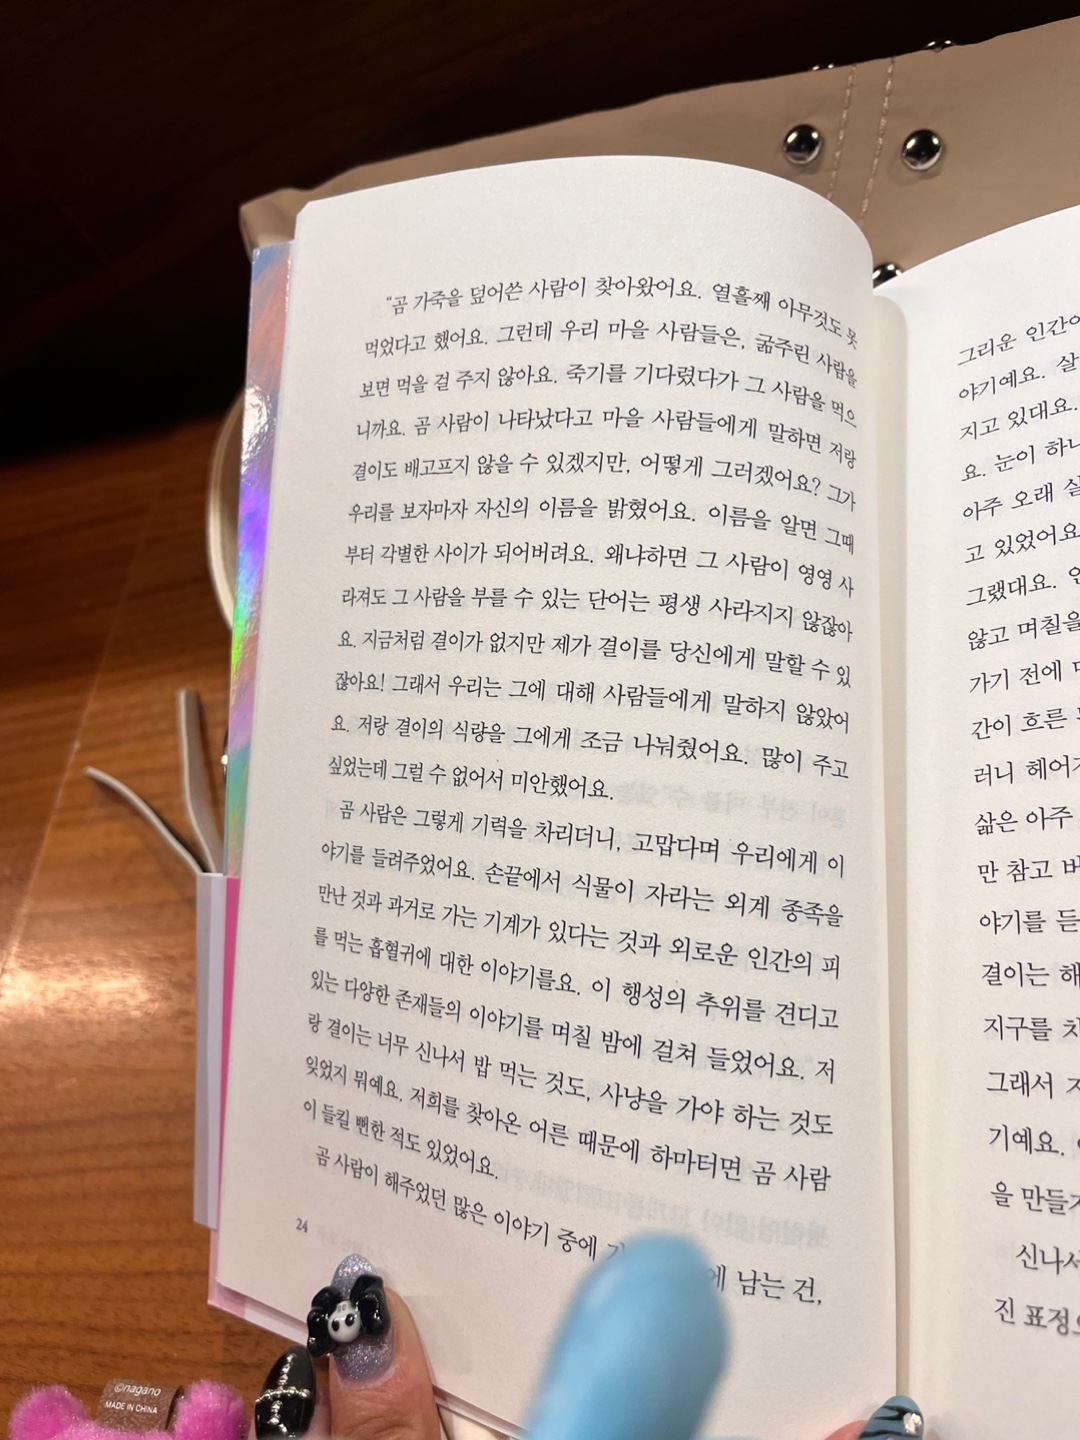 "곰 가죽을 덮어쓴 사람이 찾아왔어요. 열흘째 아무것도 못
먹었다고 했어요. 그런데 우리 마을 사람들은, 굶주린 사람을
보면 먹을 걸 주지 않아요. 죽기를 기다렸다가 그 사람을 먹으
니까요. 곰 사람이 나타났다고 마을 사람들에게 말하면 저랑
결이도 배고프지 않을 수 있겠지만, 어떻게 그러겠어요? 그가
우리를 보자마자 자신의 이름을 밝혔어요. 이름을 알면 그때
부터 각별한 사이가 되어버려요. 왜냐하면 그 사람이 영영 사
라져도 그 사람을 부를 수 있는 단어는 평생 사라지지 않잖아
요. 지금처럼 결이가 없지만 제가 결이를 당신에게 말할 수 있
잖아요! 그래서 우리는 그에 대해 사람들에게 말하지 않았어
요. 저랑 결이의 식량을 그에게 조금 나눠줬어요. 많이 주고
싶었는데 그럴 수 없어서 미안했어요.
곰 사람은 그렇게 기력을 차리더니, 고맙다며 우리에게 이
야기를 들려주었어요. 손끝에서 식물이 자라는 외계 종족을
만난 것과 과거로 가는 기계가 있다는 것과 외로운 인간의 피
를 먹는 흡혈귀에 대한 이야기를요. 이 행성의 추위를 견디고
있는 다양한 존재들의 이야기를 며칠 밤에 걸쳐 들었어요. 저
랑 결이는 너무 신나서 밥 먹는 것도, 사냥을 가야 하는 것도
잊었지 뭐예요. 저희를 찾아온 어른 때문에 하마터면 곰 사람
이 들킬 뻔한 적도 있었어요.
곰 사람이 해주었던 많은 이야기 중에 남는 건,
24
그리운
야기예요.
지고 있대요.
요. 눈이
아주 오래
고 있었어요
그랬대요.
않고 며칠을
가기 전에
간이 흐른
러니
삶은 아주
만 참고
야기를
결이는
지구를
그래서
기예요.
을
신나서
진 표정
©nagano
MADE IN CHINA